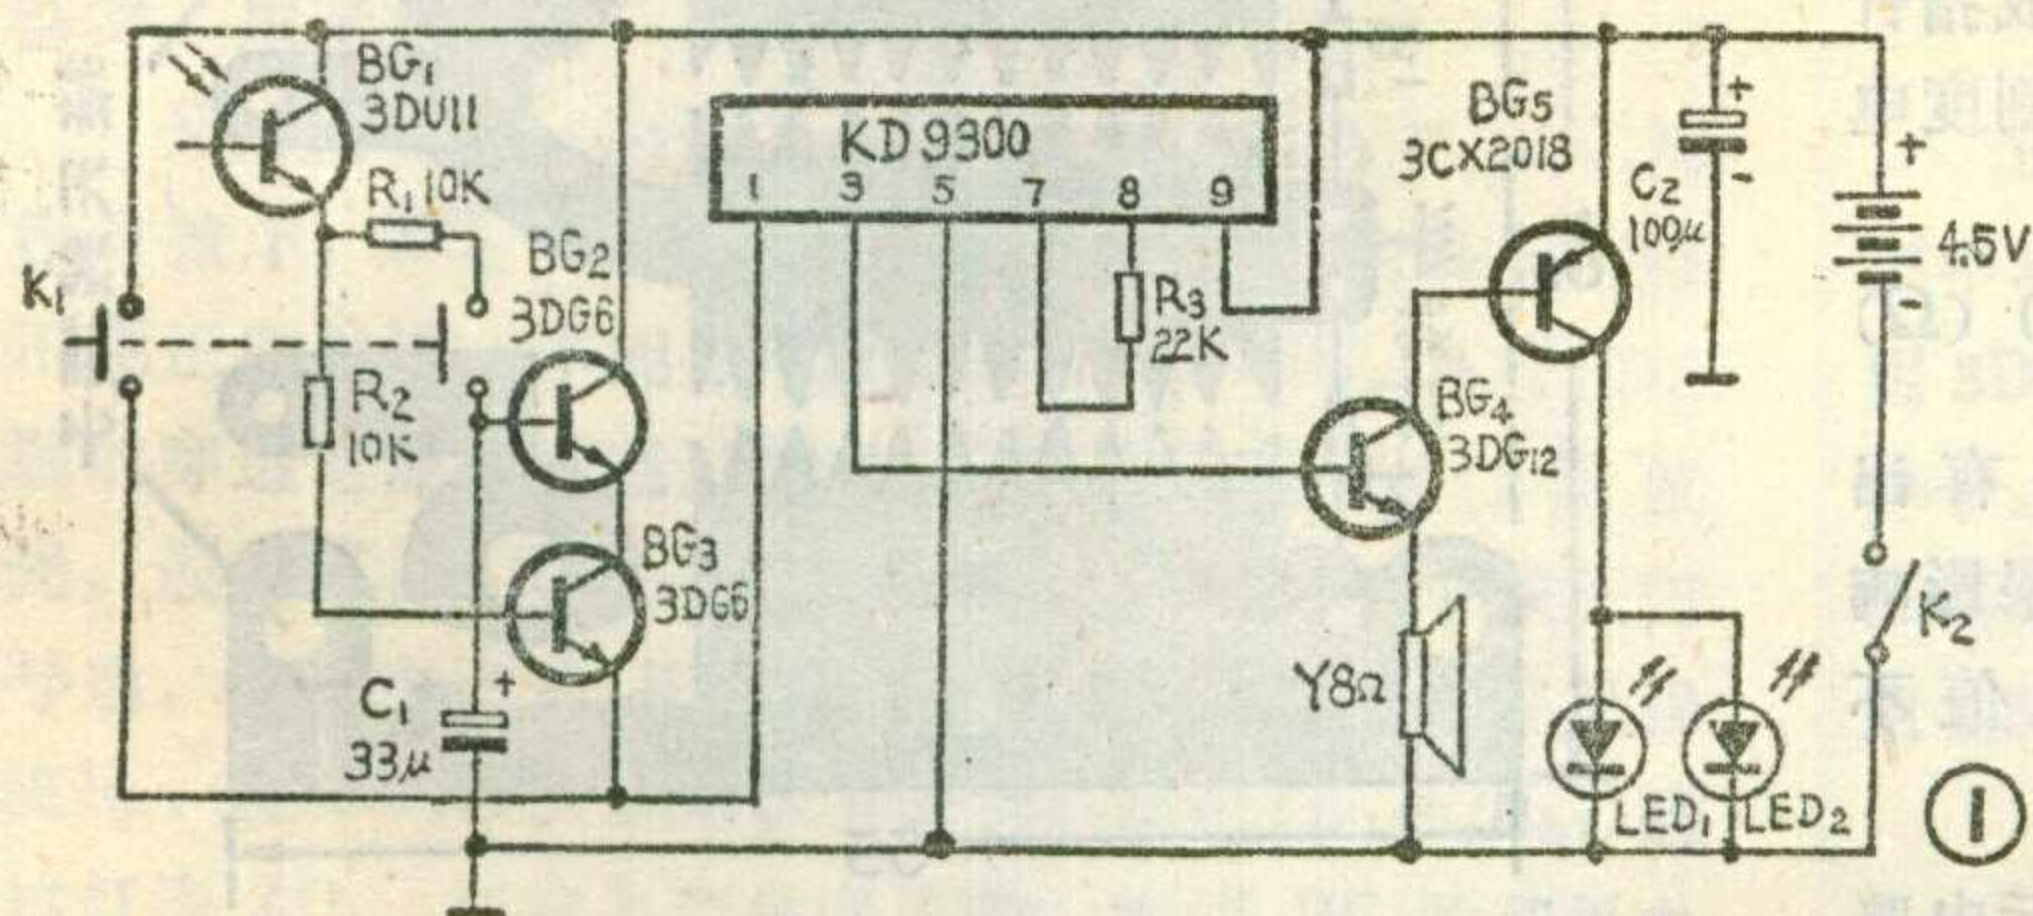 BG1
3DU11
R1 10K
K1
BG2
3DG6
R2
10K
BG3
3DG6
C1
+
33μ
KD9300
1 3 5 7 8 9
R3
22K
BG5
3CX2018
C2
100μ
+
-
+
4.5V
-
BG4
3DG12
K2
Y8Ω
LED1
LED2
1